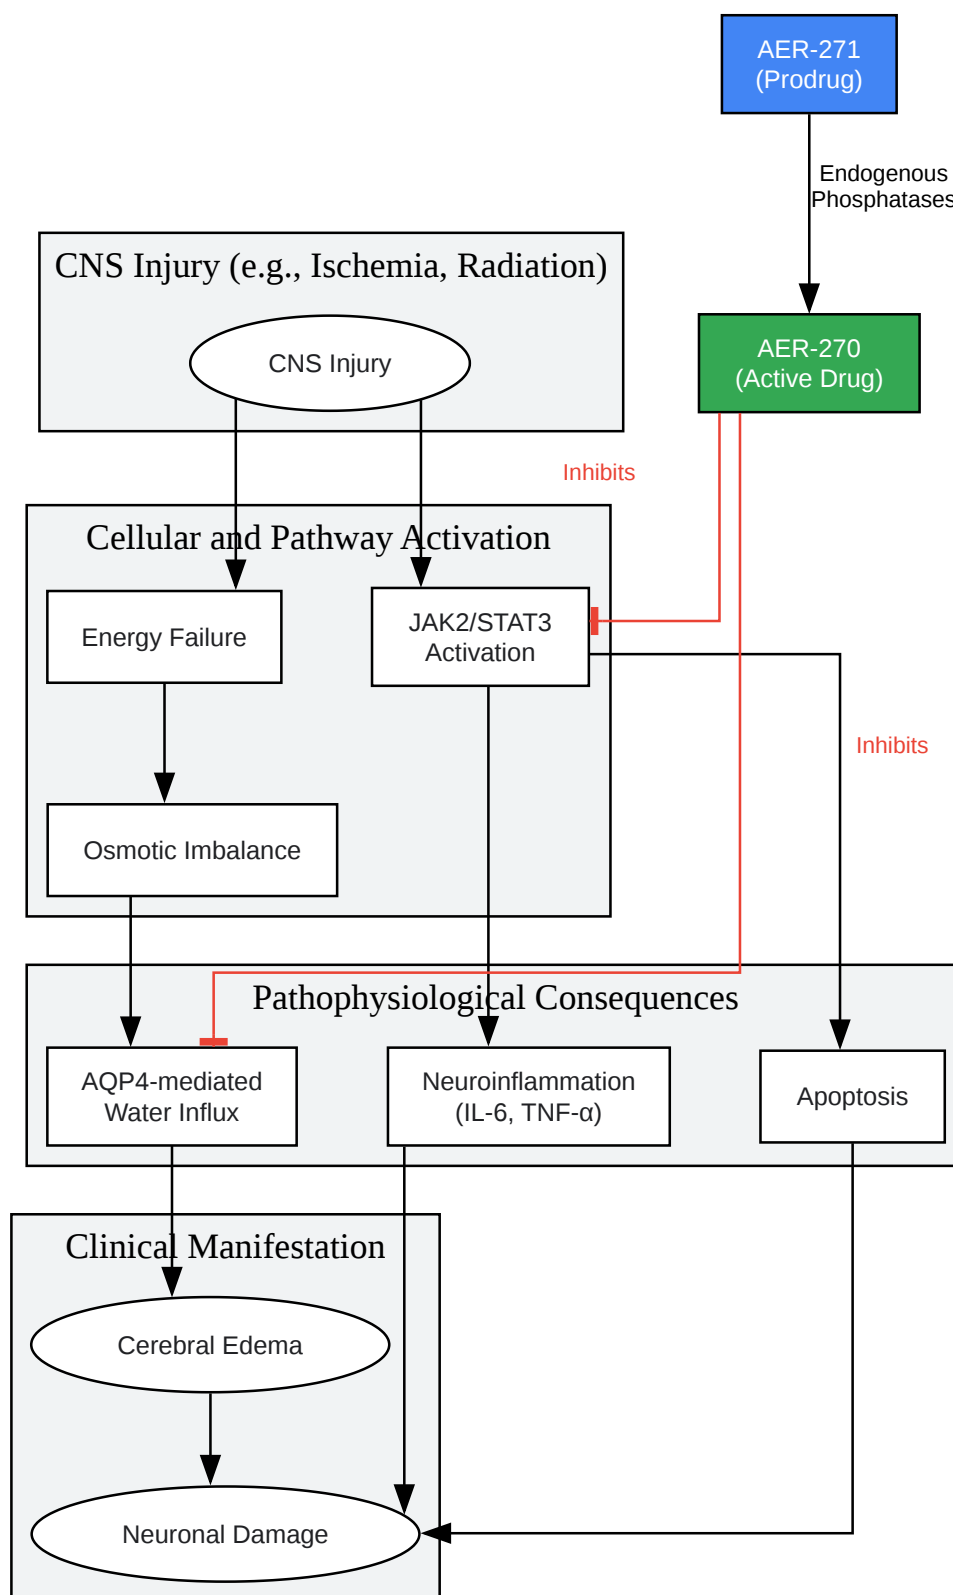 AER-271
(Prodrug)
Endogenous
Phosphatases
CNS Injury (e.g., Ischemia, Radiation)
CNS Injury
AER-270
(Active Drug)
Inhibits
Cellular and Pathway Activation
Energy Failure
JAK2/STAT3
Activation
Inhibits
Osmotic Imbalance
Pathophysiological Consequences
AQP4-mediated
Water Influx
Neuroinflammation
(IL-6, TNF-α)
Apoptosis
Clinical Manifestation
Cerebral Edema
Neuronal Damage